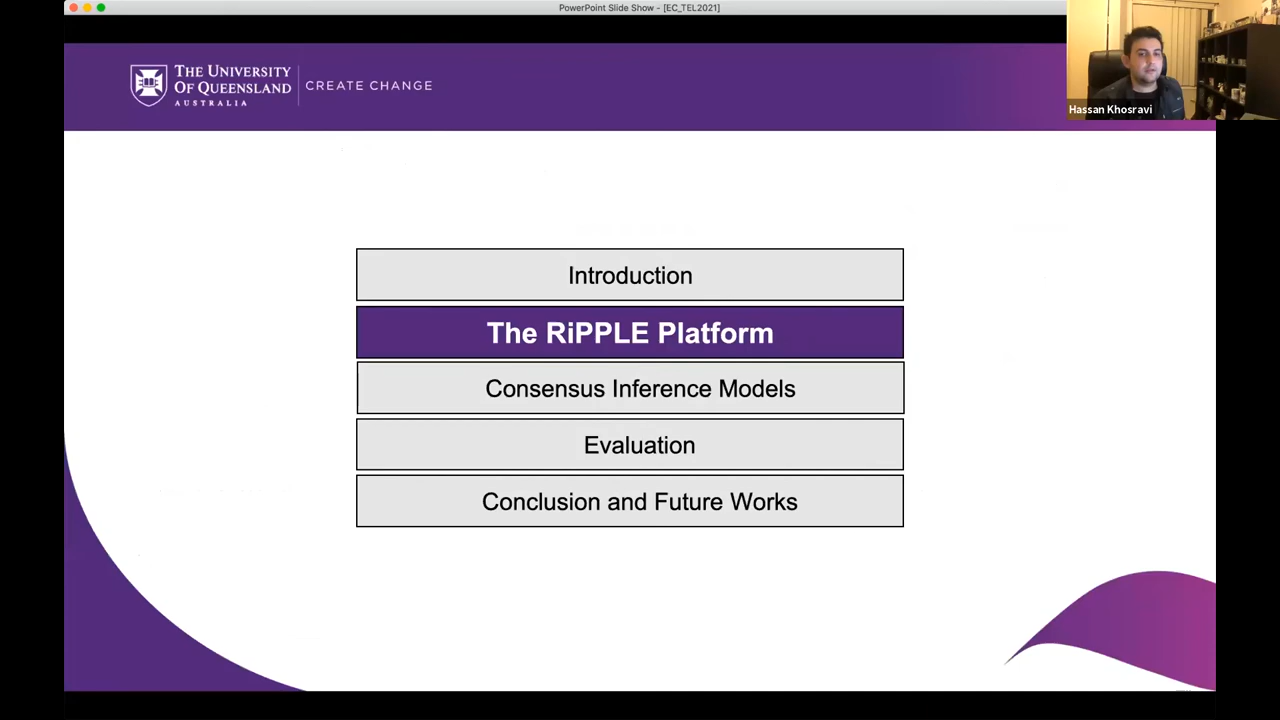 PowerPoint Slide Show - [EC_TEL2021]
THE UNIVERSITY
OF QUEENSLAND
AUSTRALIA
CREATE CHANGE
Hassan Khosravi
Introduction
The RiPPLE Platform
Consensus Inference Models
Evaluation
Conclusion and Future Works